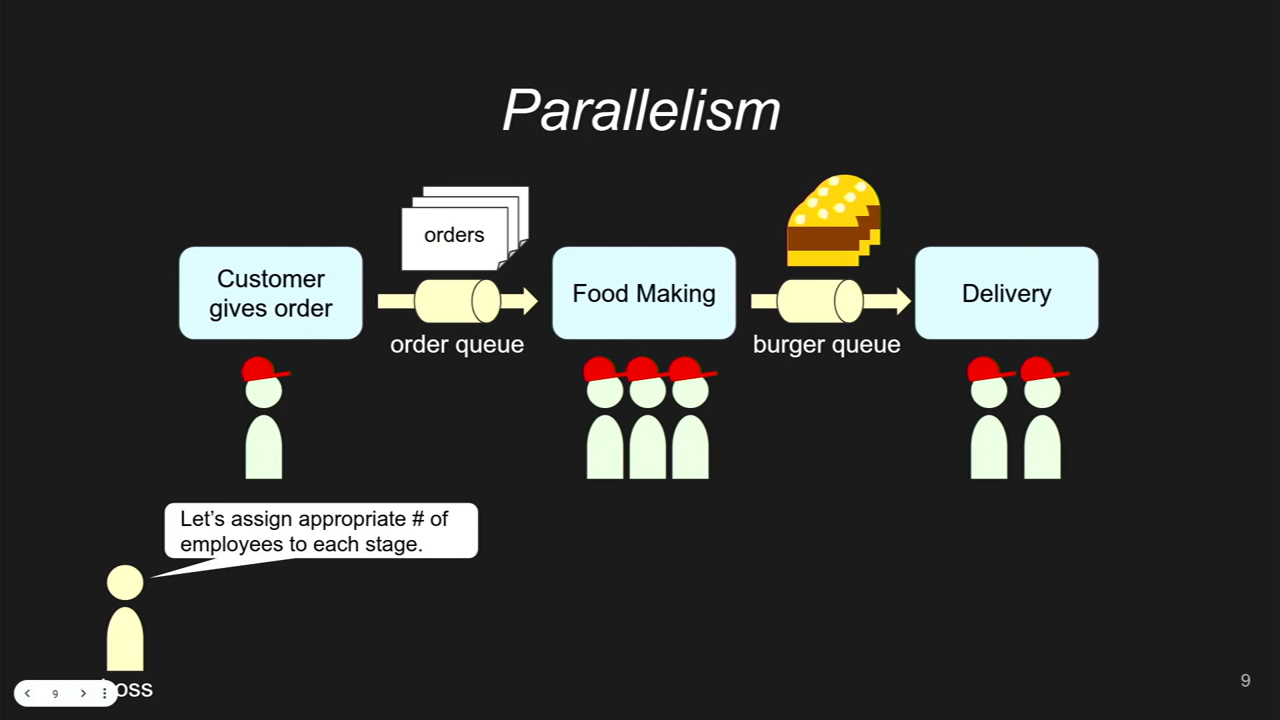 Parallelism
orders
Customer
gives order
Food Making
Delivery
order queue
burger queue
Let's assign appropriate # of
employees to each stage.
9
oss
9